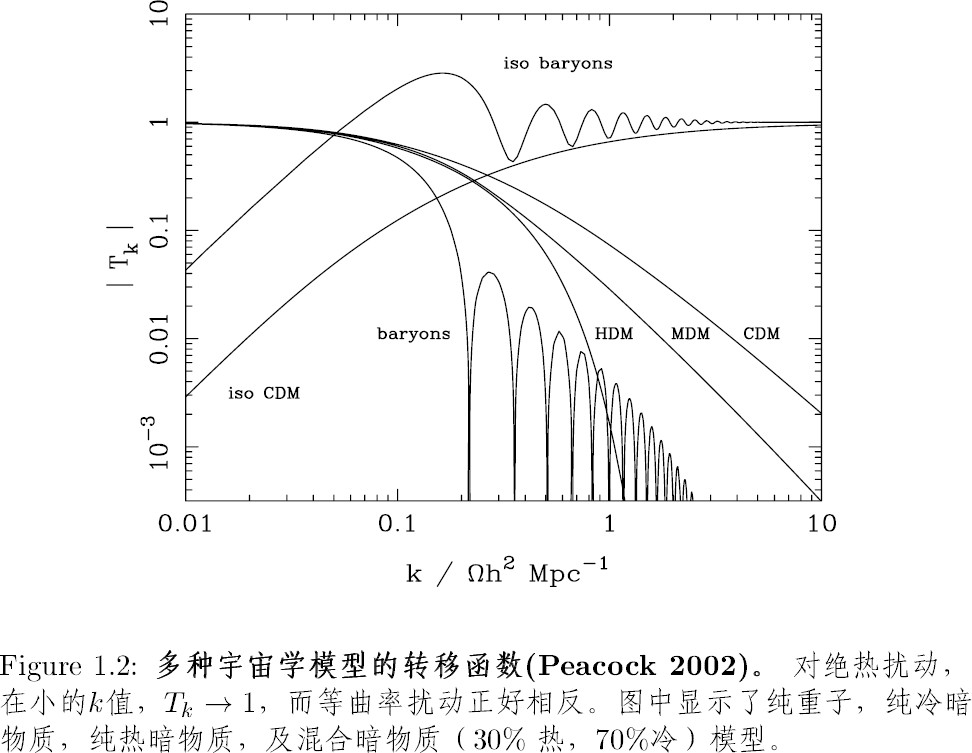 10
1
0.1
0.01
10⁻³
| Tₖ |
iso baryons
baryons
HDM
MDM
CDM
iso CDM
0.01
0.1
1
10
k / Ωh² Mpc⁻¹
Figure 1.2: 多种宇宙学模型的转移函数(Peacock 2002)。 对绝热扰动，
在小的k值，Tₖ → 1，而等曲率扰动正好相反。图中显示了纯重子，纯冷暗
物质，纯热暗物质，及混合暗物质（30% 热，70%冷）模型。